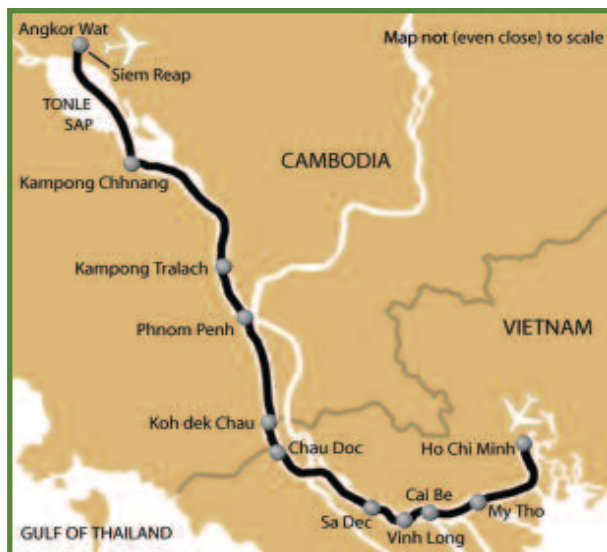 Angkor Wat
Map not (even close) to scale
Siem Reap
TONLE
SAP
CAMBODIA
Kampong Chhnang
Kampong Tralach
Phnom Penh
VIETNAM
Koh dek Chau
Chau Doc
Ho Chi Minh
Cai Be
My Tho
Sa Dec
Vinh Long
GULF OF THAILAND